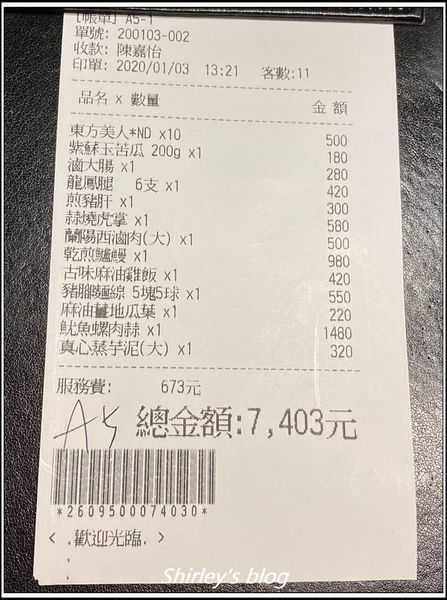 [帳單] A5-1
單號: 200103-002
收款: 陳嘉怡
印單: 2020/01/03 13:21 客數:11
品名 x 數量 金額
東方美人*ND x10 500
紫蘇玉苦瓜 200g x1 180
滷大腸 x1 280
龍鳳腿 6支 x1 420
煎豬肝 x1 300
蒜燒虎掌 x1 580
蘭陽西滷肉(大) x1 500
乾煎鱸鰻 x1 980
古味麻油雞飯 x1 420
豬腳麵線 5塊5球 x1 550
麻油鹽地瓜葉 x1 220
魷魚螺肉蒜 x1 1480
真心蒸芋泥(大) x1 320
服務費: 673元
A5
總金額:7,403元
*2609500074030*
< .歡迎光臨. >
Shirley's blog